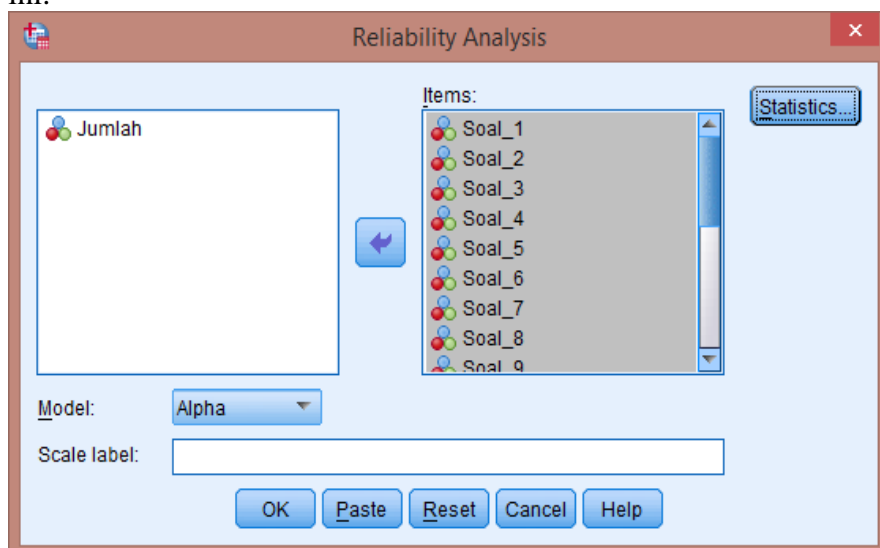 Reliability Analysis
Items:
Jumlah
Soal_1
Soal_2
Soal_3
Soal_4
Soal_5
Soal_6
Soal_7
Soal_8
Soal_9
Statistics...
Model:
Alpha
Scale label:
OK Paste Reset Cancel Help